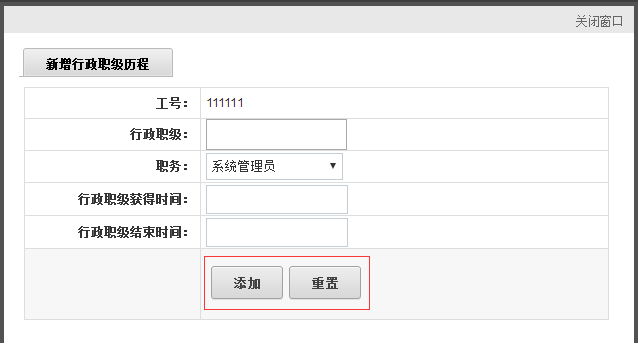 关闭窗口
新增行政职级历程
工号： 111111
行政职级：
职务： 系统管理员
行政职级获得时间：
行政职级结束时间：
添加 重置